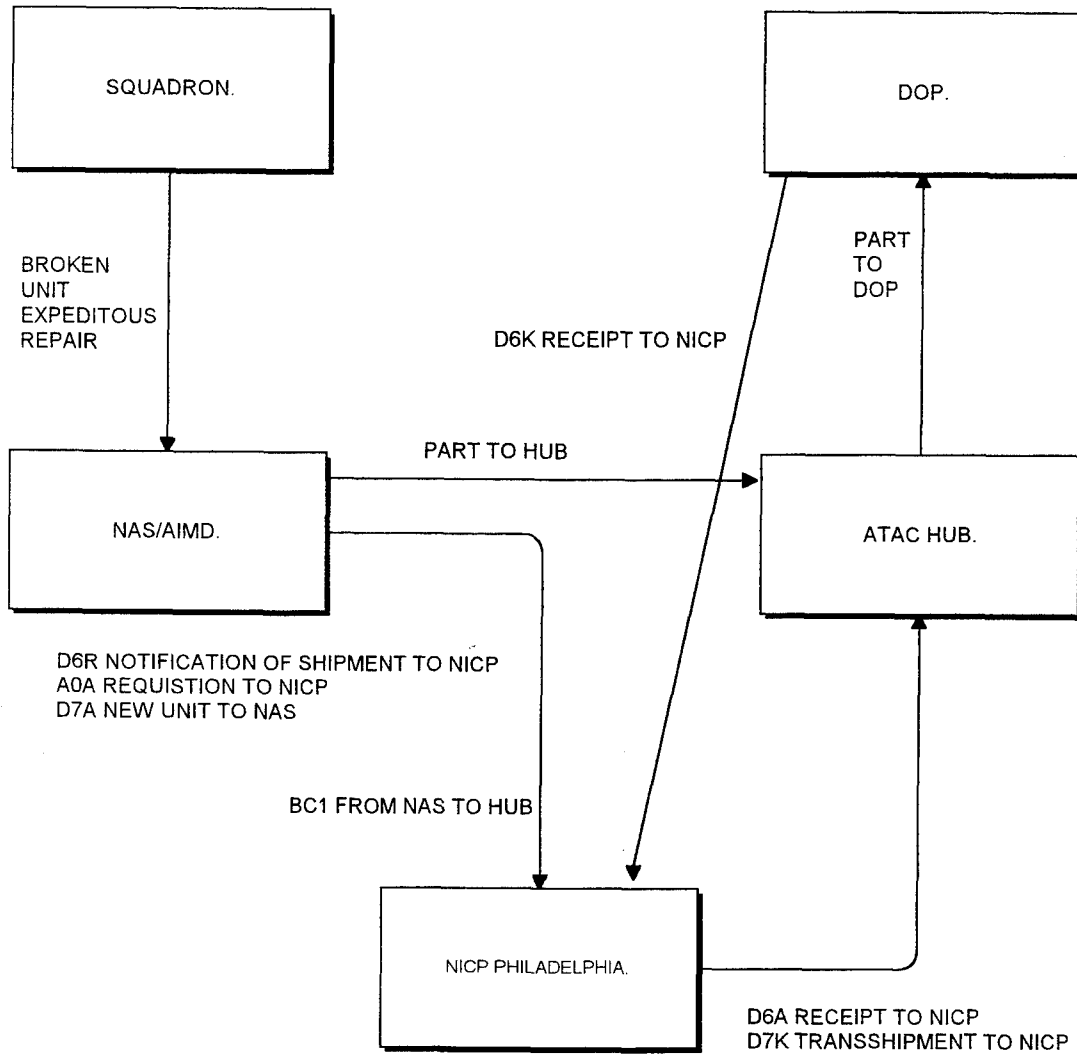 SQUADRON.
DOP.
BROKEN
UNIT
EXPEDITOUS
REPAIR
PART
TO
DOP
D6K RECEIPT TO NICP
PART TO HUB
NAS/AIMD.
ATAC HUB.
D6R NOTIFICATION OF SHIPMENT TO NICP
A0A REQUISTION TO NICP
D7A NEW UNIT TO NAS
BC1 FROM NAS TO HUB
NICP PHILADELPHIA.
D6A RECEIPT TO NICP
D7K TRANSSHIPMENT TO NICP